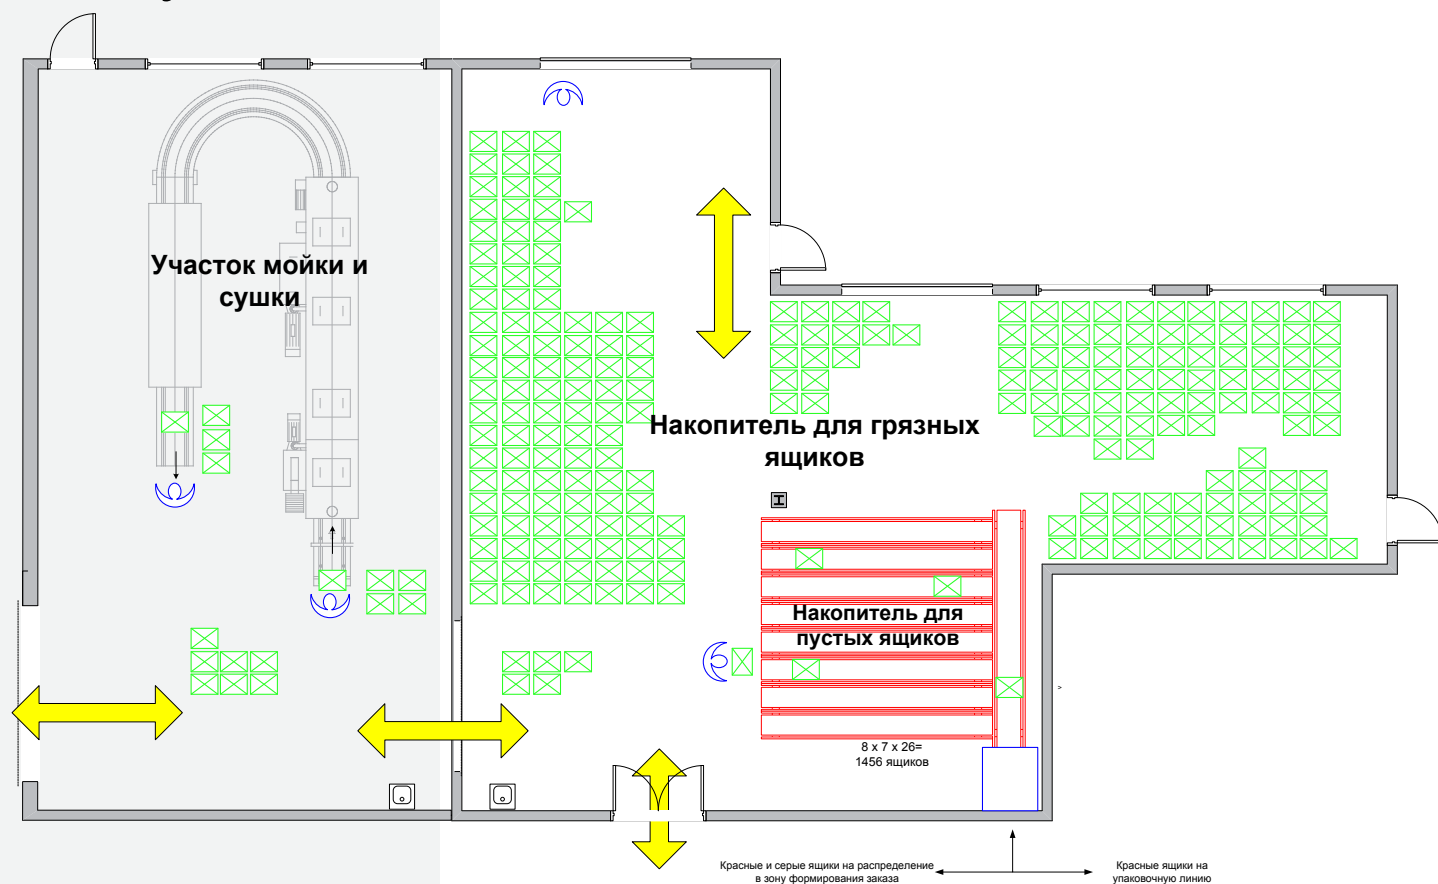 Участок мойки и
сушки
Накопитель для грязных
ящиков
Накопитель для
пустых ящиков
8 x 7 x 26=
1456 ящиков
Красные и серые ящики на распределение
в зону формирования заказа
Красные ящики на
упаковочную линию